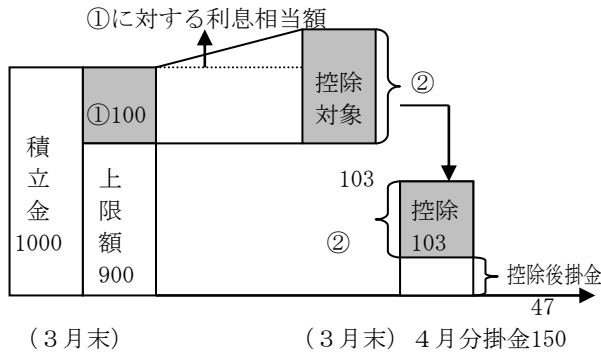 ①に対する利息相当額
①100
控除
対象
②
積立金
1000
上限額
900
103
②
控除
103
控除後掛金
47
(３月末)
(３月末) ４月分掛金150